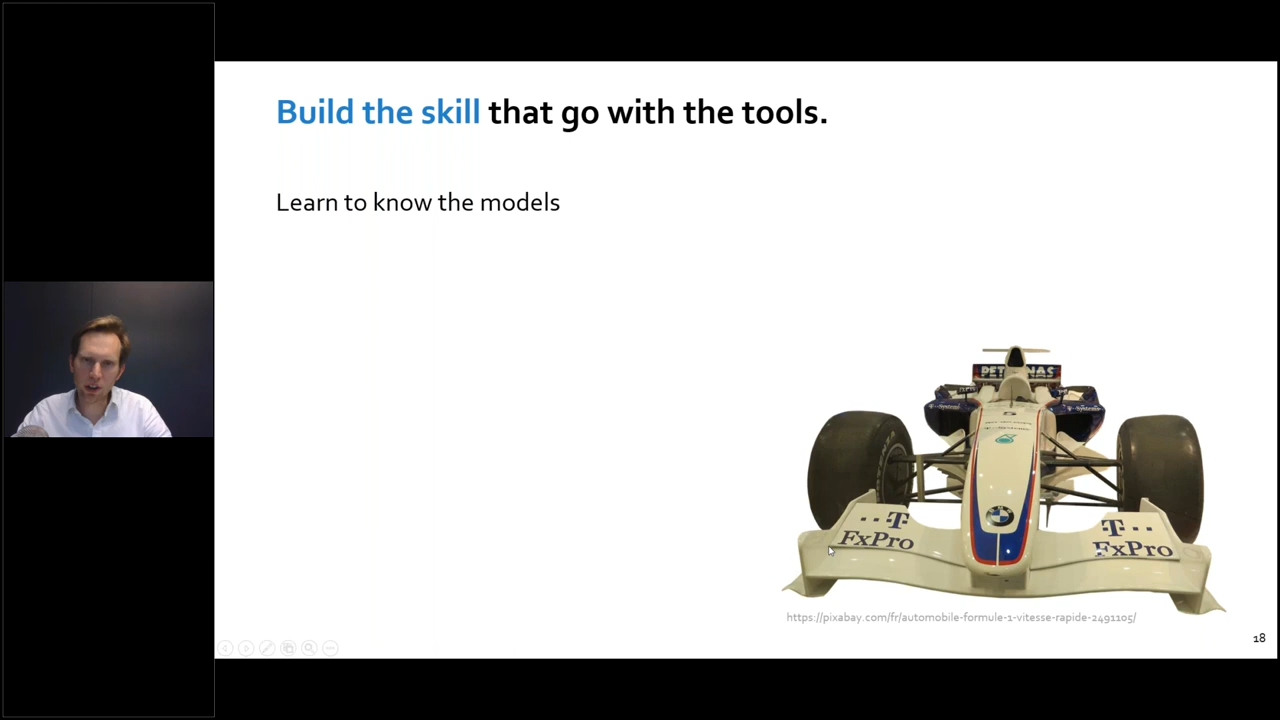 Build the skill that go with the tools.
Learn to know the models
PETRONAS
5
T
FxPro
T
FxPro
https://pixabay.com/fr/automobile-formule-1-vitesse-rapide-2491105/
18